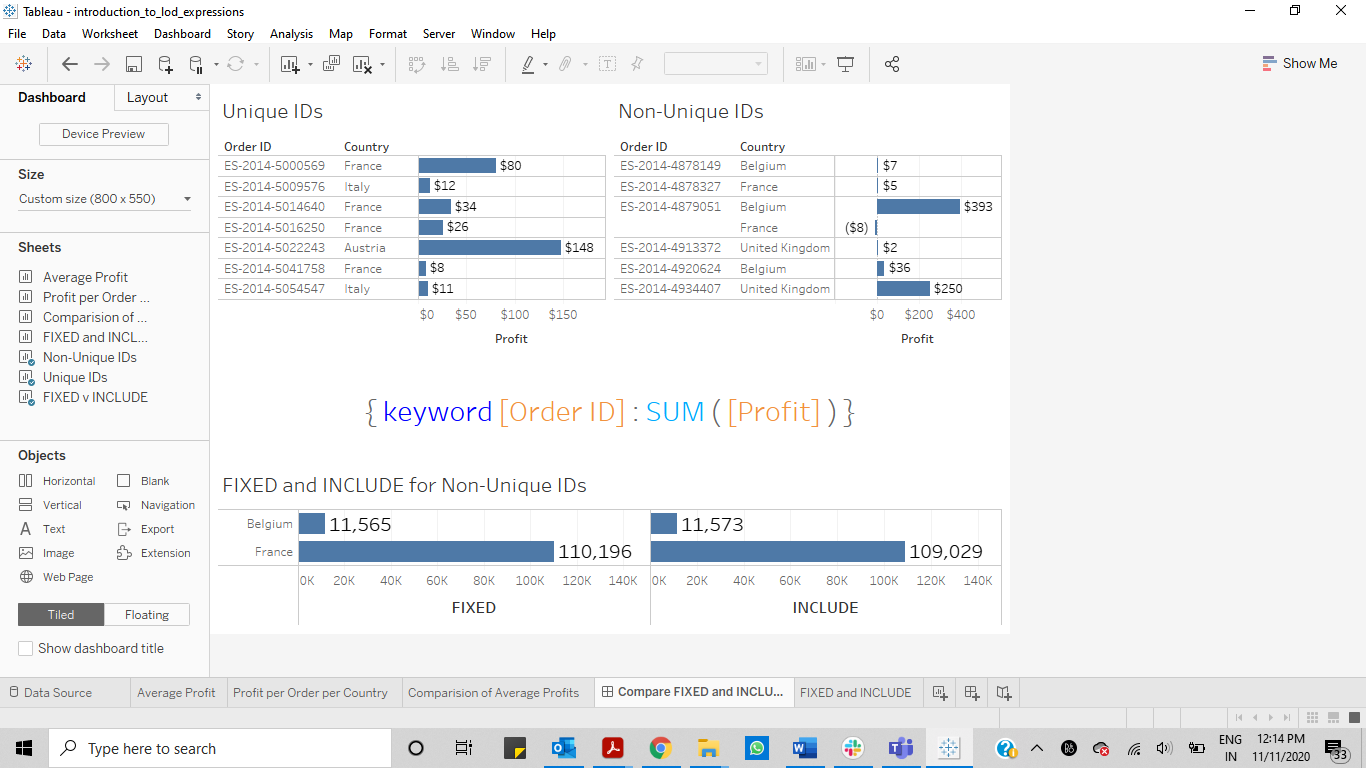 Tableau - introduction_to_lod_expressions
File Data Worksheet Dashboard Story Analysis Map Format Server Window Help
Show Me
Dashboard Layout
Device Preview
Size
Custom size (800 x 550)
Sheets
Average Profit
Profit per Order ...
Comparision of ...
FIXED and INCL...
Non-Unique IDs
Unique IDs
FIXED v INCLUDE
Objects
Horizontal Blank
Vertical Navigation
Text Export
Image Extension
Web Page
Tiled Floating
Show dashboard title
Unique IDs
Order ID Country
ES-2014-5000569 France $80
ES-2014-5009576 Italy $12
ES-2014-5014640 France $34
ES-2014-5016250 France $26
ES-2014-5022243 Austria $148
ES-2014-5041758 France $8
ES-2014-5054547 Italy $11
$0 $50 $100 $150
Profit
Non-Unique IDs
Order ID Country
ES-2014-4878149 Belgium $7
ES-2014-4878327 France $5
ES-2014-4879051 Belgium $393
France ($8)
ES-2014-4913372 United Kingdom $2
ES-2014-4920624 Belgium $36
ES-2014-4934407 United Kingdom $250
$0 $200 $400
Profit
{ keyword [Order ID] : SUM ( [Profit] ) }
FIXED and INCLUDE for Non-Unique IDs
Belgium 11,565 11,573
France 110,196 109,029
0K 20K 40K 60K 80K 100K 120K 140K 0K 20K 40K 60K 80K 100K 120K 140K
FIXED INCLUDE
Data Source Average Profit Profit per Order per Country Comparision of Average Profits Compare FIXED and INCLU... FIXED and INCLUDE
Type here to search
ENG 12:14 PM
IN 11/11/2020
33